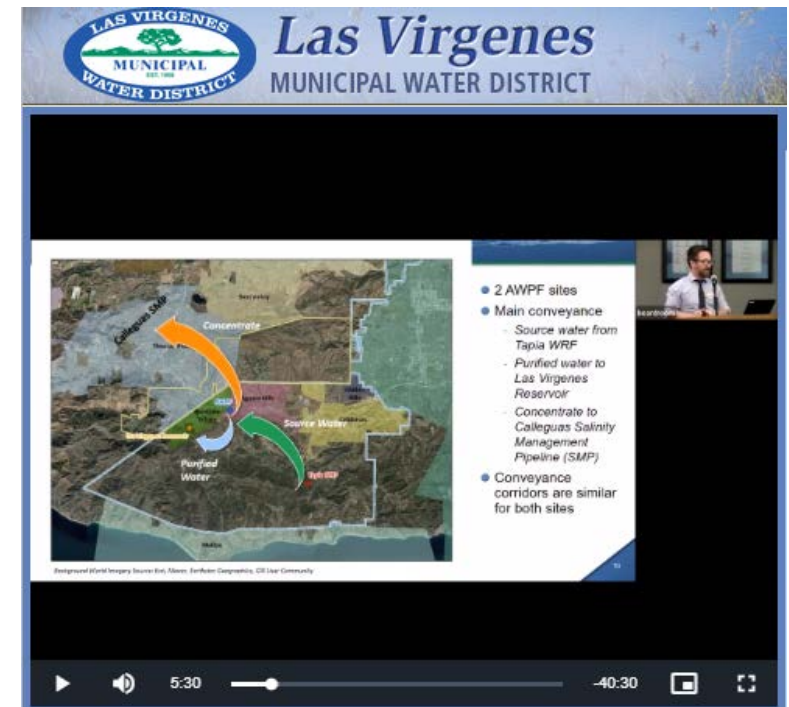 LAS VIRGENES
MUNICIPAL
WATER DISTRICT
Las Virgenes
MUNICIPAL WATER DISTRICT
Calleguas SMP
Concentrate
Source Water
Purified
Water
Malibu
2 AWPF sites
Main conveyance
- Source water from
Tapia WRF
- Purified water to
Las Virgenes
Reservoir
- Concentrate to
Calleguas Salinity
Management
Pipeline (SMP)
Conveyance
corridors are similar
for both sites
boardroom
5:30
-40:30